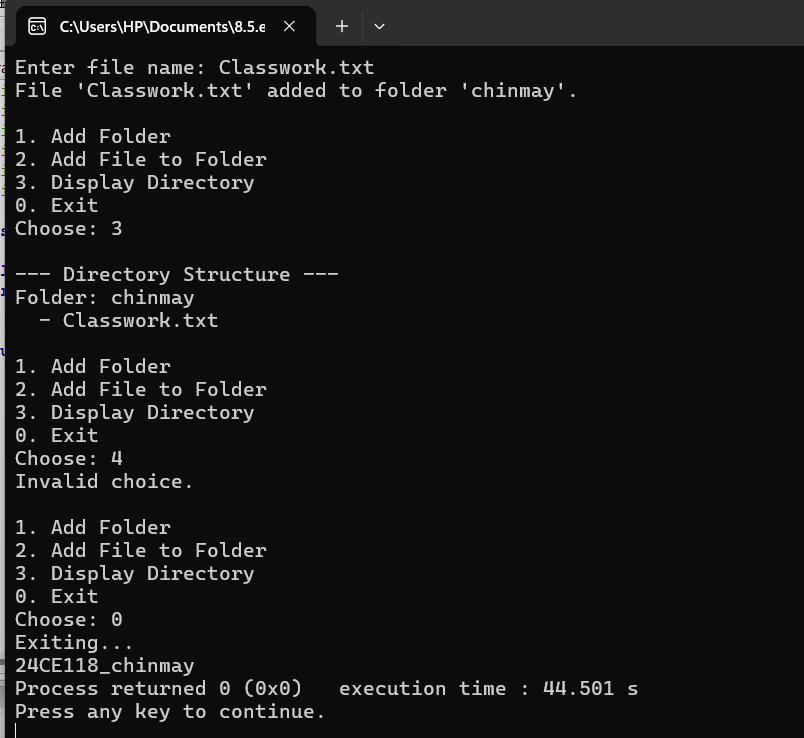 C:\Users\HP\Documents\8.5.e
Enter file name: Classwork.txt
File 'Classwork.txt' added to folder 'chinmay'.
1. Add Folder
2. Add File to Folder
3. Display Directory
0. Exit
Choose: 3
--- Directory Structure ---
Folder: chinmay
- Classwork.txt
1. Add Folder
2. Add File to Folder
3. Display Directory
0. Exit
Choose: 4
Invalid choice.
1. Add Folder
2. Add File to Folder
3. Display Directory
0. Exit
Choose: 0
Exiting...
24CE118_chinmay
Process returned 0 (0x0)   execution time : 44.501 s
Press any key to continue.